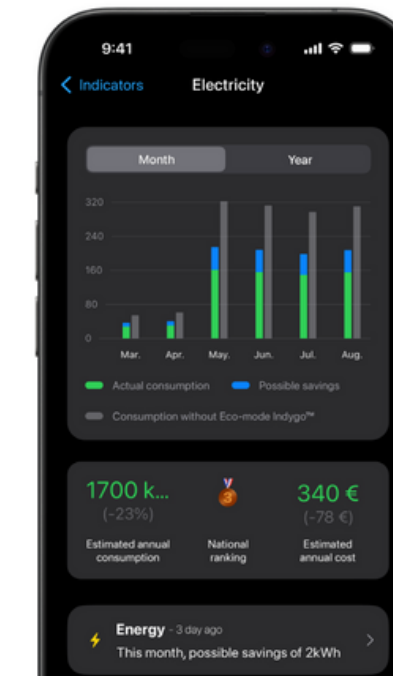 9:41
Indicators
Electricity
Month
Year
320
240
160
80
0
Mar.
Apr.
May.
Jun.
Jul.
Aug.
Actual consumption
Possible savings
Consumption without Eco-mode Indygo™
1700 k...
(-23%)
Estimated annual
consumption
3
National
ranking
340 €
(-78 €)
Estimated
annual cost
Energy - 3 day ago
This month, possible savings of 2kWh